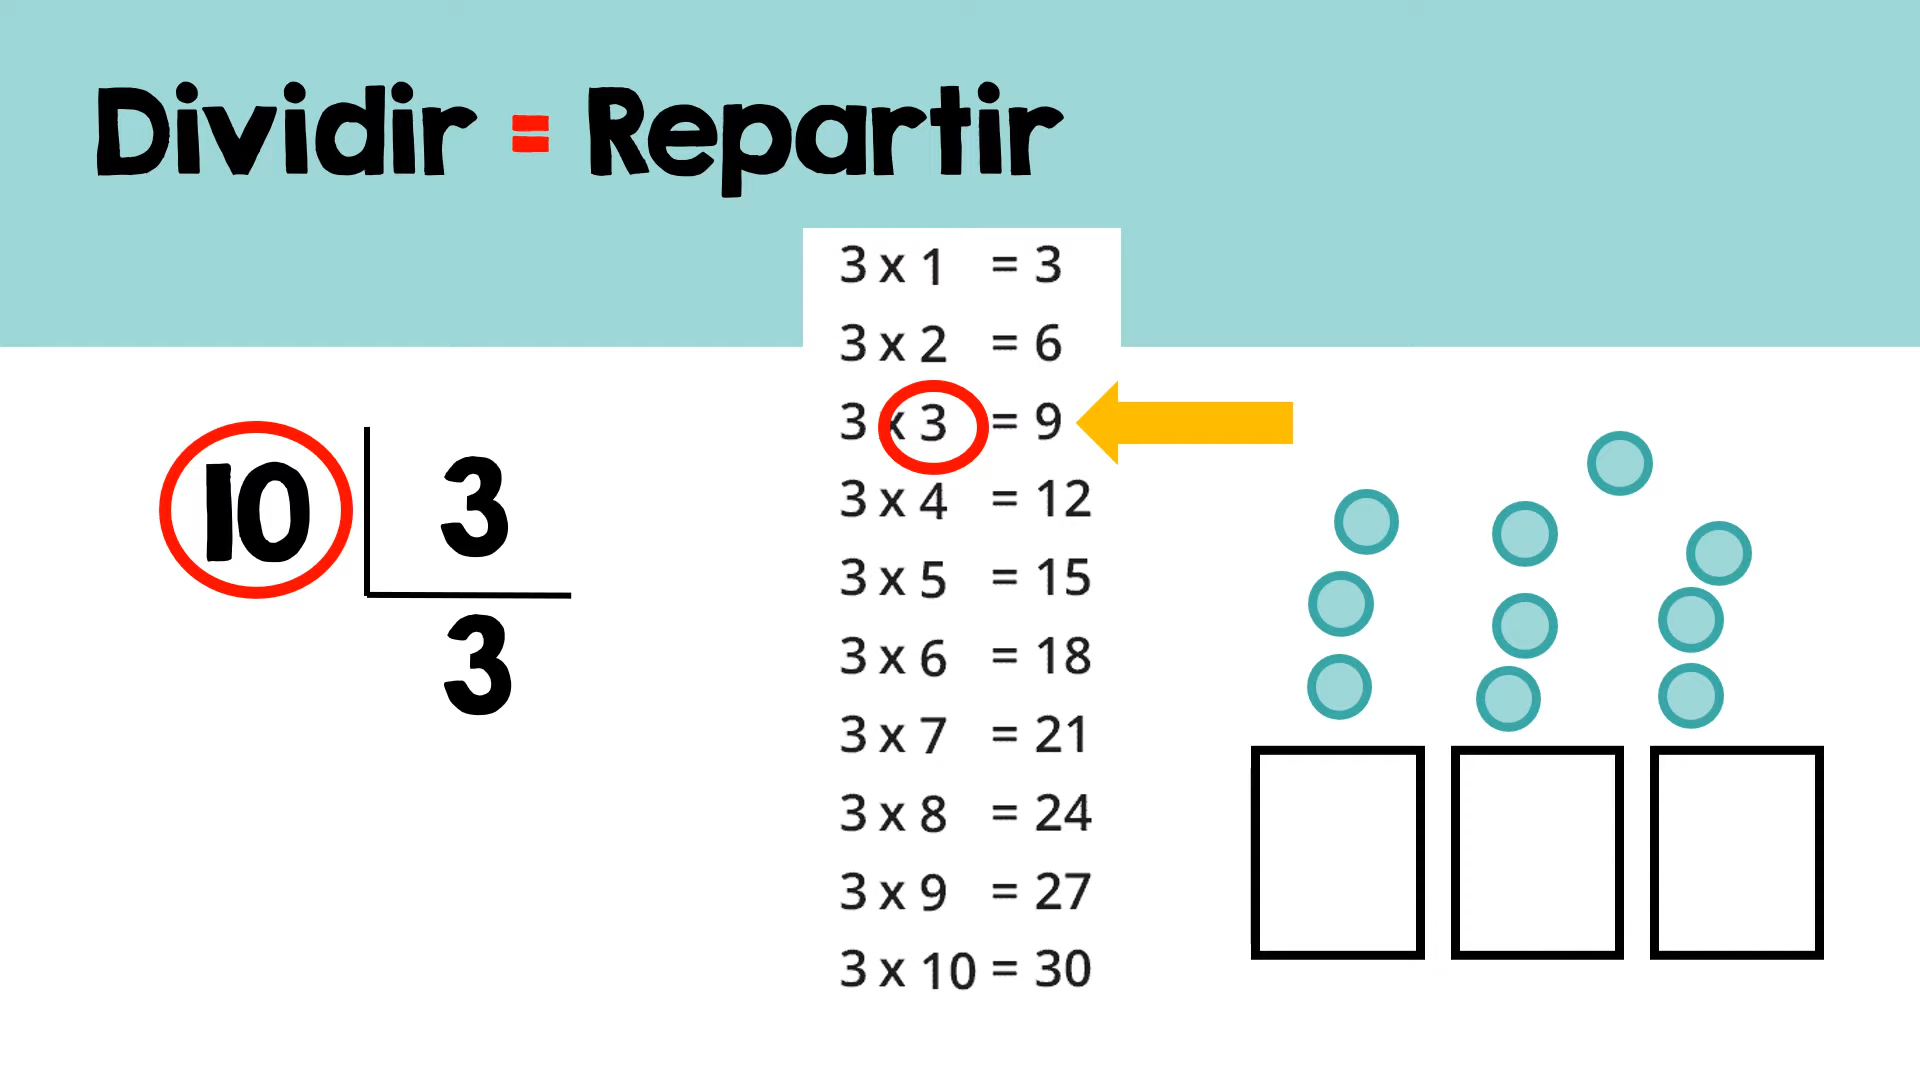 Dividir = Repartir
10 3
3
3 x 1 = 3
3 x 2 = 6
3 x 3 = 9
3 x 4 = 12
3 x 5 = 15
3 x 6 = 18
3 x 7 = 21
3 x 8 = 24
3 x 9 = 27
3 x 10 = 30